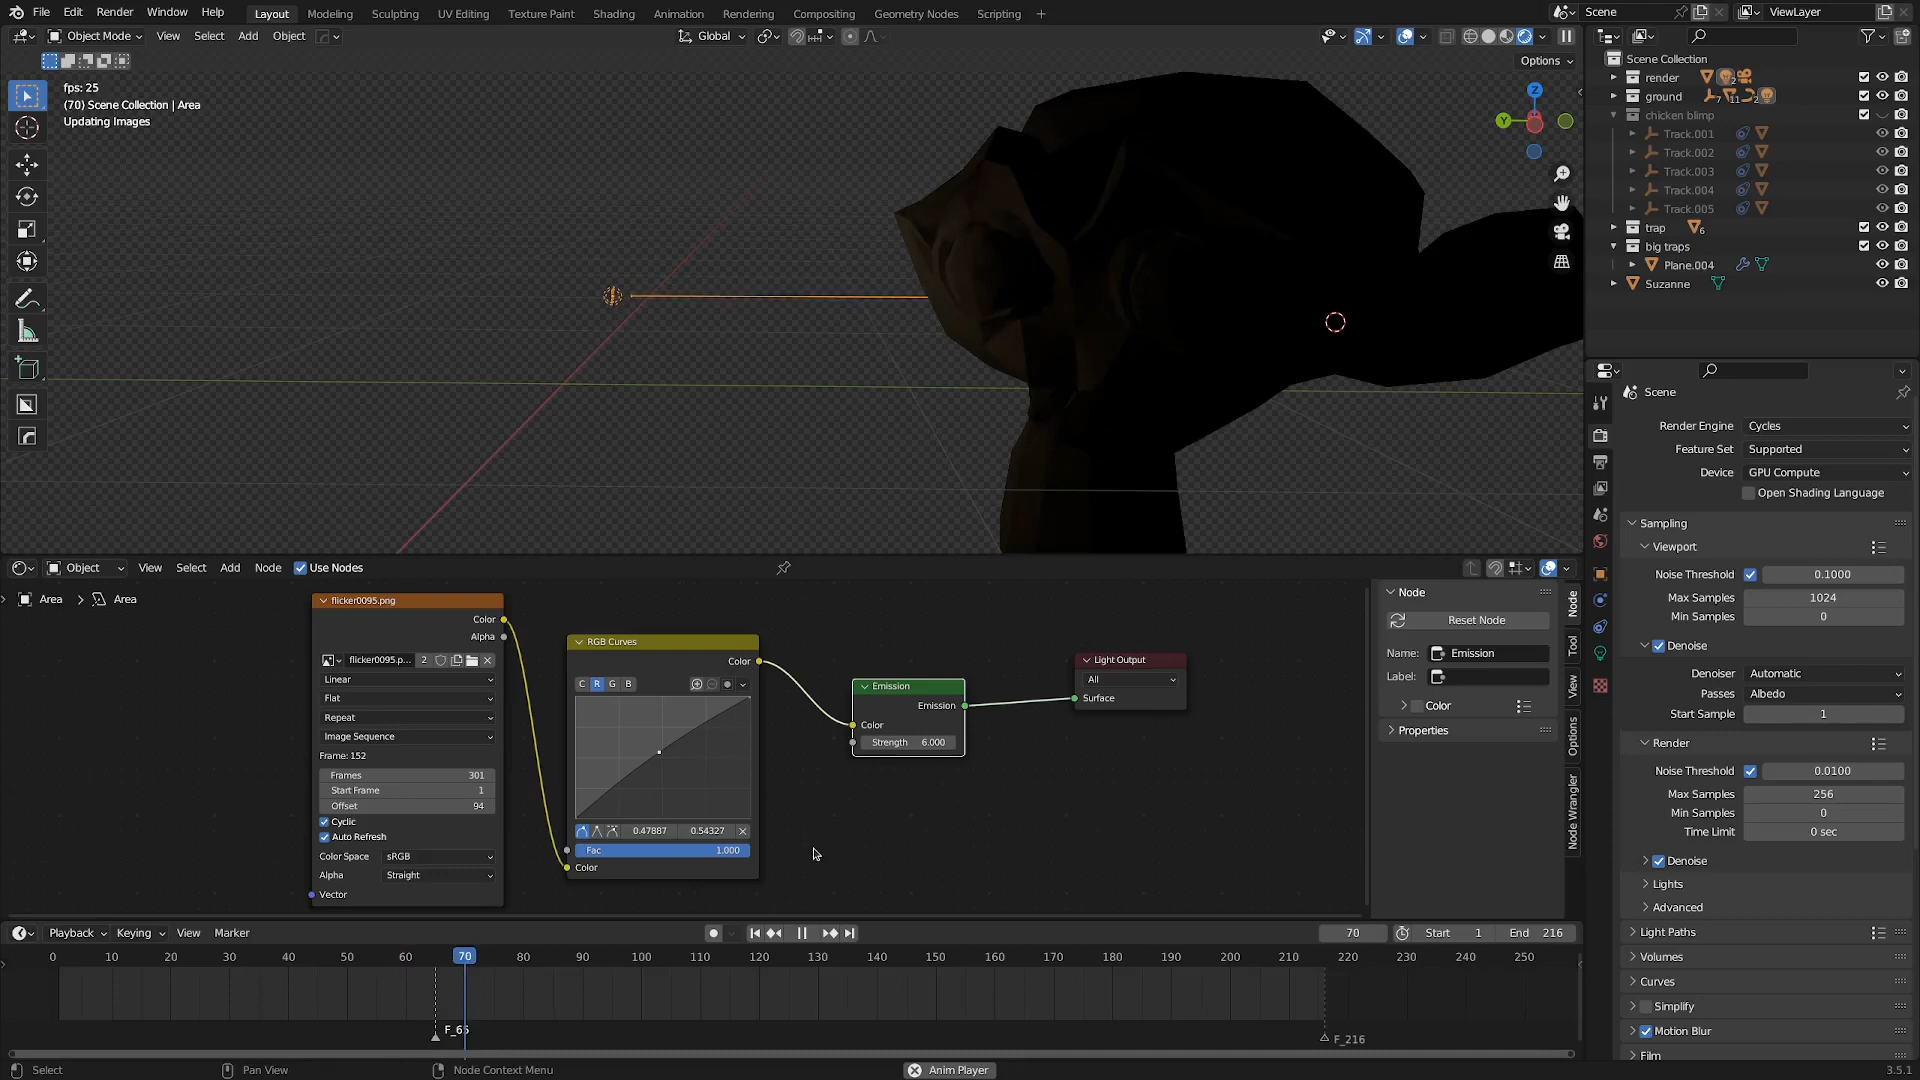 File Edit Render Window Help Layout Modeling Sculpting UV Editing Texture Paint Shading Animation Rendering Compositing Geometry Nodes Scripting + Scene ViewLayer
Object Mode View Select Add Object Global
Options
fps: 25
(70) Scene Collection | Area
Updating Images
Z
Y
Scene Collection
render 2
ground 7 11 2
chicken blimp
Track.001
Track.002
Track.003
Track.004
Track.005
trap 6
big traps
Plane.004
Suzanne
Scene
Render Engine Cycles
Feature Set Supported
Device GPU Compute
Open Shading Language
Sampling
Viewport
Noise Threshold 0.1000
Max Samples 1024
Min Samples 0
Denoise
Denoiser Automatic
Passes Albedo
Start Sample 1
Render
Noise Threshold 0.0100
Max Samples 256
Min Samples 0
Time Limit 0 sec
Denoise
Lights
Advanced
Light Paths
Volumes
Curves
Simplify
Motion Blur
Film
Object View Select Add Node Use Nodes
Area > Area
flicker0095.png
Color
Alpha
flicker0095.p... 2
Linear
Flat
Repeat
Image Sequence
Frame: 152
Frames 301
Start Frame 1
Offset 94
Cyclic
Auto Refresh
Color Space sRGB
Alpha Straight
Vector
RGB Curves
Color
C R G B
0.47887 0.54327
Fac 1.000
Color
Emission
Emission
Color
Strength 6.000
Light Output
All
Surface
Node
Reset Node
Name: Emission
Label:
Color
Properties
Node
Tool
View
Options
Node Wrangler
Playback Keying View Marker 70 Start 1 End 216
0 10 20 30 40 50 60 70 80 90 100 110 120 130 140 150 160 170 180 190 200 210 220 230 240 250
F_65
F_216
Select Pan View Node Context Menu Anim Player 3.5.1